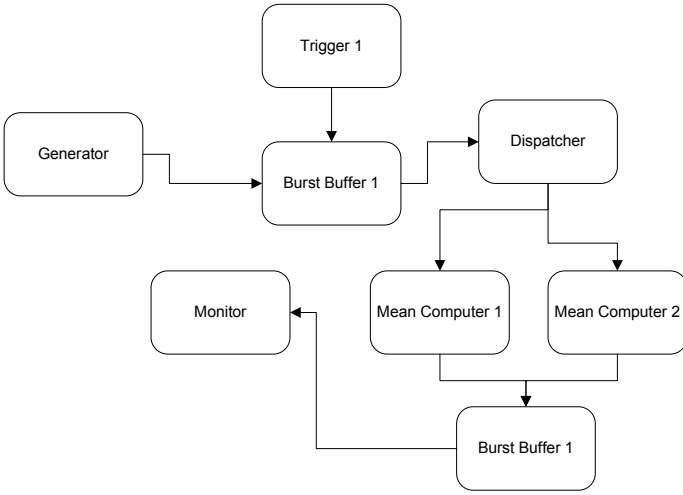 Trigger 1
Generator
Burst Buffer 1
Dispatcher
Monitor
Mean Computer 1
Mean Computer 2
Burst Buffer 1